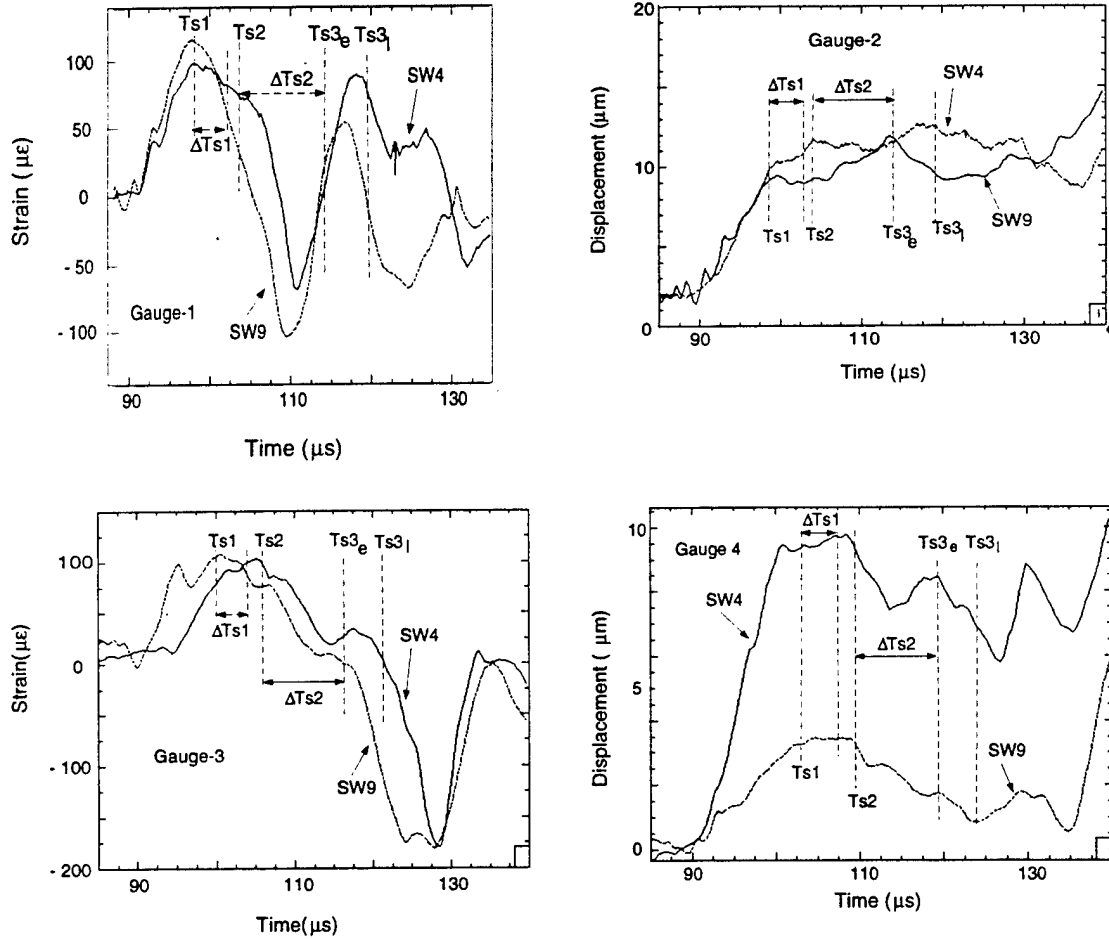 Ts1 Ts2 Ts3e Ts3l
100
50
0
- 50
- 100
Strain ( με)
ΔTs2
ΔTs1
SW4
SW9
Gauge-1
90 110 130
Time (μs)
20
15
10
5
0
Displacement (μm)
Gauge-2
SW4
ΔTs1 ΔTs2
Ts1 Ts2 Ts3e Ts3l
SW9
90 110 130
Time (μs)
100
0
- 100
- 200
Strain(με)
Ts1 Ts2 Ts3e Ts3l
ΔTs1
SW4
ΔTs2
Gauge-3
SW9
90 110 130
Time(μs)
10
5
0
Displacement ( μm)
ΔTs1
Gauge 4
Ts3e Ts3l
SW4
ΔTs2
Ts1
SW9
Ts2
90 110 130
Time (μs)